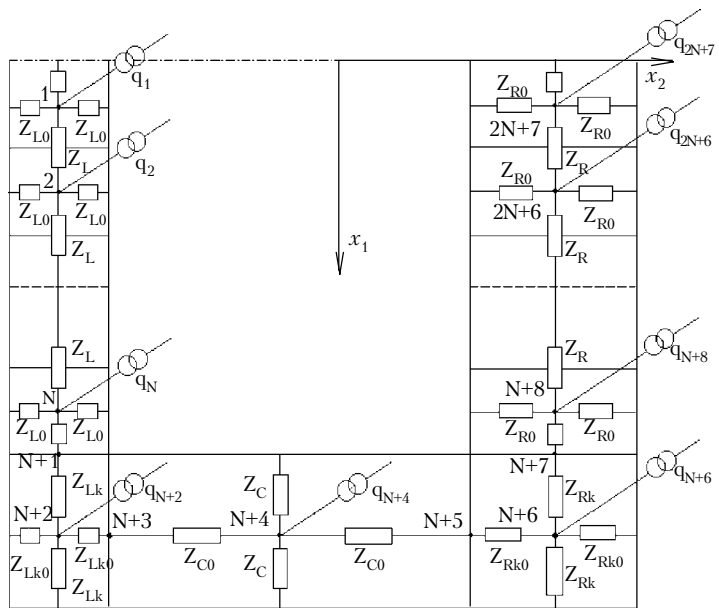 q2N+7
x2
ZR0
q1
1
ZL0 ZL0
2N+7
ZR0
ZL
q2
ZR
q2N+6
2
ZR0
ZL0 ZL0
2N+6
ZR0
ZL
x1
ZR
ZL
qN
ZR
qN+8
N
N+8
ZL0 ZL0
ZR0 ZR0
N+1
N+7
qN+6
ZLk
qN+2
ZC
qN+4
ZRk
N+2
N+3
N+4
N+5
N+6
ZLk0
ZLk0
ZC0
ZC
ZC0
ZRk0
ZRk0
ZLk
ZRk